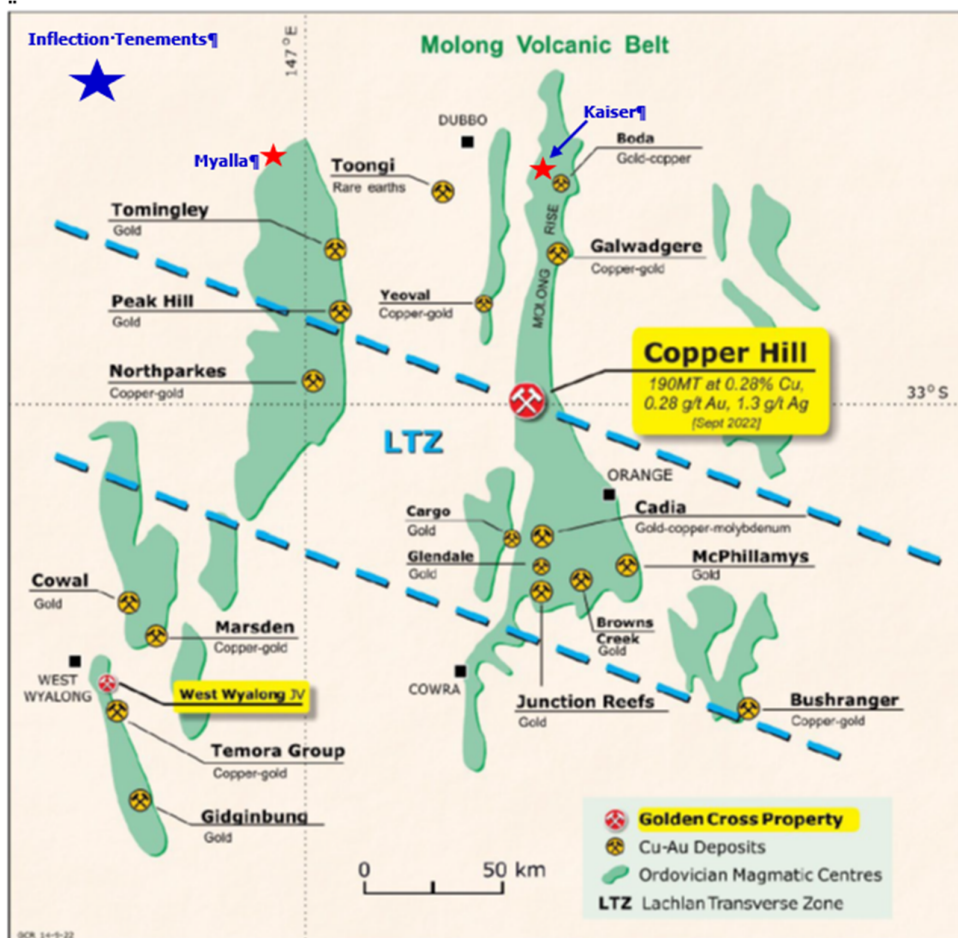 Inflection·Tenements¶
147°E
Molong Volcanic Belt
DUBBO
Kaiser¶
Boda
Gold-copper
Myalla¶
Toongi
Rare earths
Tomingley
Gold
RISE
MOLONG
Galwadgere
Copper-gold
Peak Hill
Gold
Yeoval
Copper-gold
Northparkes
Copper-gold
Copper Hill
190MT at 0.28% Cu,
0.28 g/t Au, 1.3 g/t Ag
[Sept 2022]
33°S
LTZ
ORANGE
Cargo
Gold
Cadia
Gold-copper-molybdenum
Glendale
Gold
McPhillamys
Gold
Cowal
Gold
Marsden
Copper-gold
Browns
Creek
Gold
WEST
WYALONG
West Wyalong JV
COWRA
Junction Reefs
Gold
Bushranger
Copper-gold
Temora Group
Copper-gold
Gidginbung
Gold
0 50 km
Golden Cross Property
Cu-Au Deposits
Ordovician Magmatic Centres
LTZ Lachlan Transverse Zone